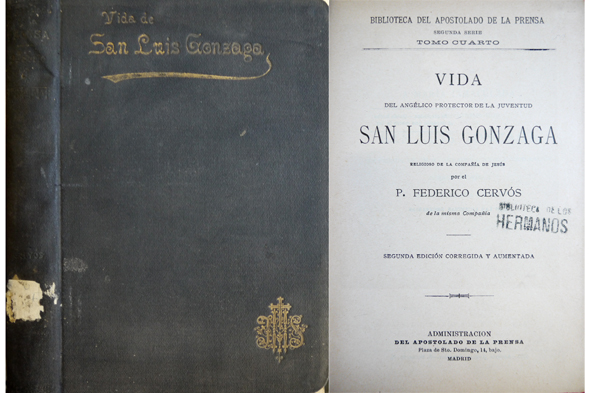 Vida de
San Luis Gonzaga
JHS
BIBLIOTECA DEL APOSTOLADO DE LA PRENSA
SEGUNDA SERIE
TOMO CUARTO
VIDA
DEL ANGÉLICO PROTECTOR DE LA JUVENTUD
SAN LUIS GONZAGA
RELIGIOSO DE LA COMPAÑÍA DE JESÚS
por el
P. FEDERICO CERVÓS
de la misma Compañía
BIBLIOTECA DE LOS
HERMANOS
SEGUNDA EDICIÓN CORREGIDA Y AUMENTADA
ADMINISTRACION
DEL APOSTOLADO DE LA PRENSA
Plaza de Sto. Domingo, 14, bajo.
MADRID